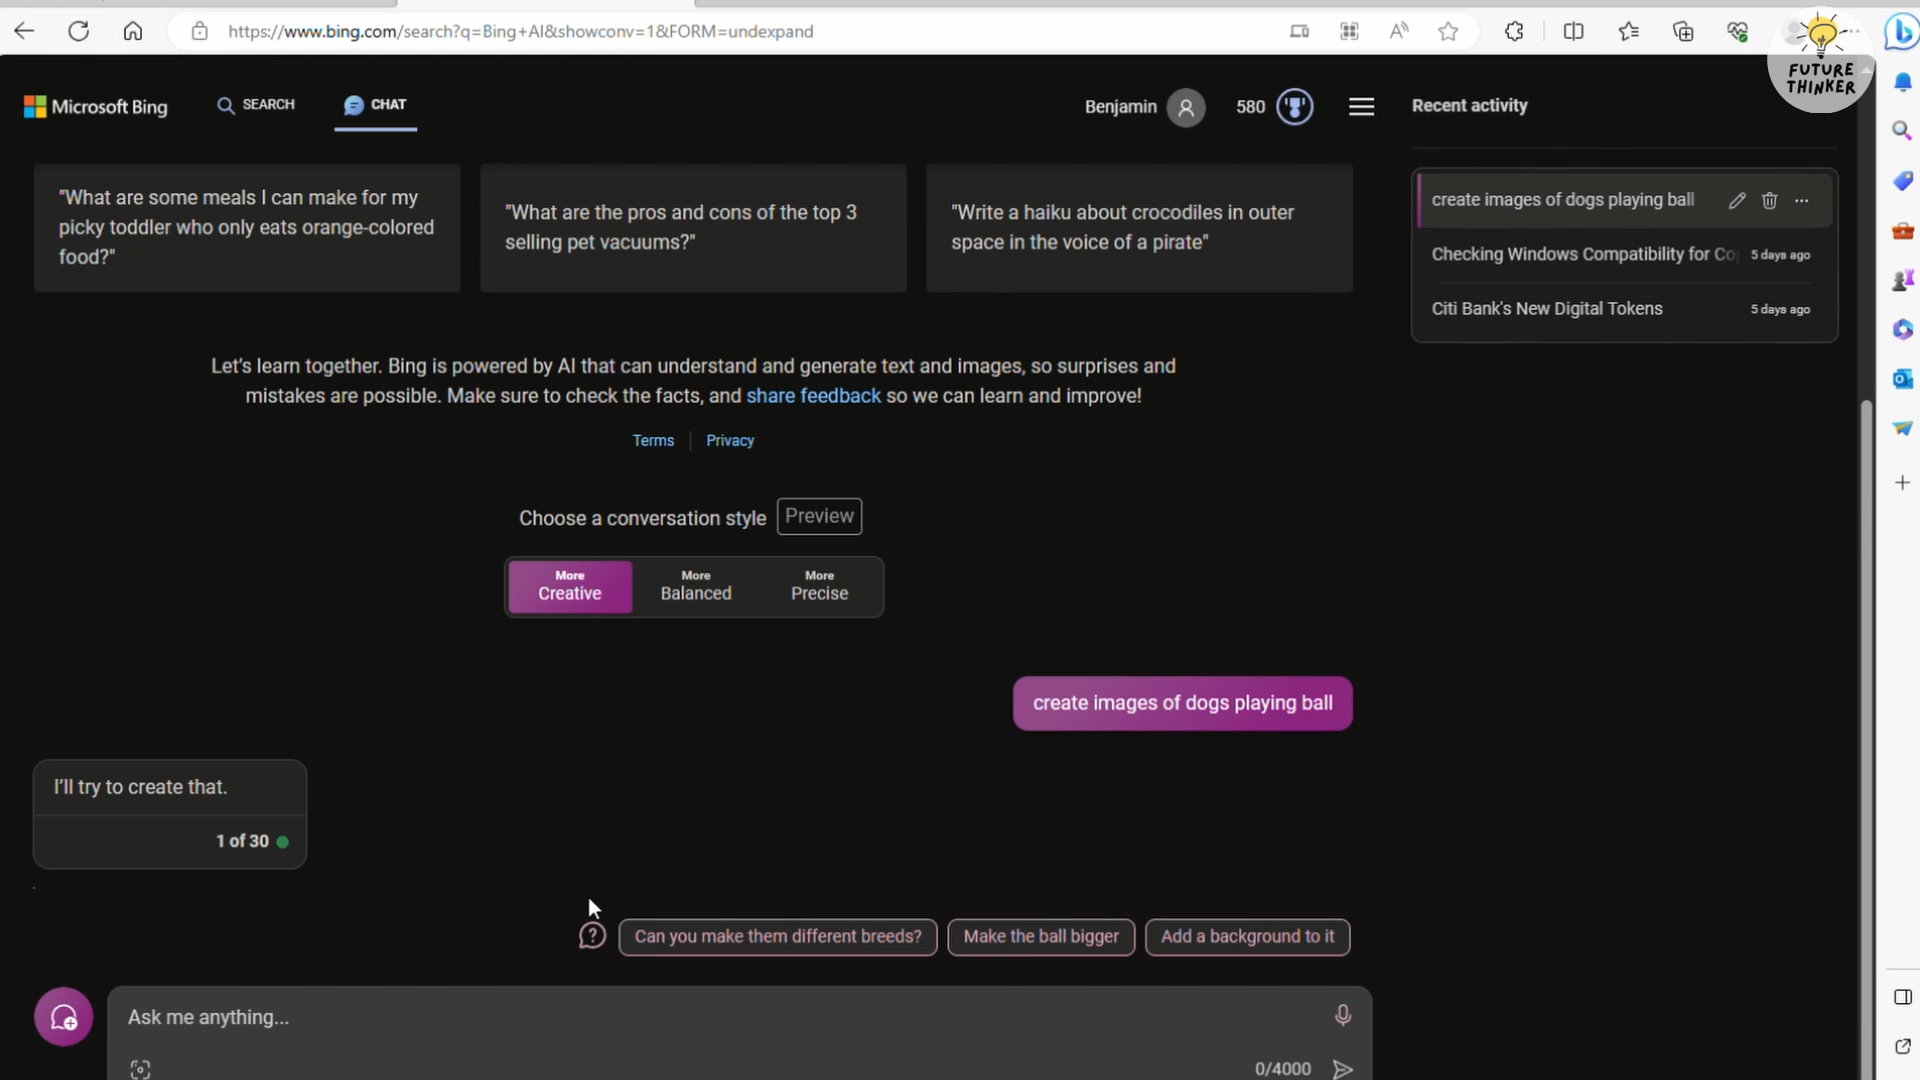 https://www.bing.com/search?q=Bing+AI&showconv=1&FORM=undexpand
FUTURE
THINKER
Microsoft Bing
SEARCH
CHAT
Benjamin
580
Recent activity
"What are some meals I can make for my
picky toddler who only eats orange-colored
food?"
"What are the pros and cons of the top 3
selling pet vacuums?"
"Write a haiku about crocodiles in outer
space in the voice of a pirate"
create images of dogs playing ball
Checking Windows Compatibility for Co
5 days ago
Citi Bank's New Digital Tokens
5 days ago
Let's learn together. Bing is powered by AI that can understand and generate text and images, so surprises and
mistakes are possible. Make sure to check the facts, and share feedback so we can learn and improve!
Terms
Privacy
Choose a conversation style Preview
More
Creative
More
Balanced
More
Precise
create images of dogs playing ball
I'll try to create that.
1 of 30
Can you make them different breeds?
Make the ball bigger
Add a background to it
Ask me anything...
0/4000